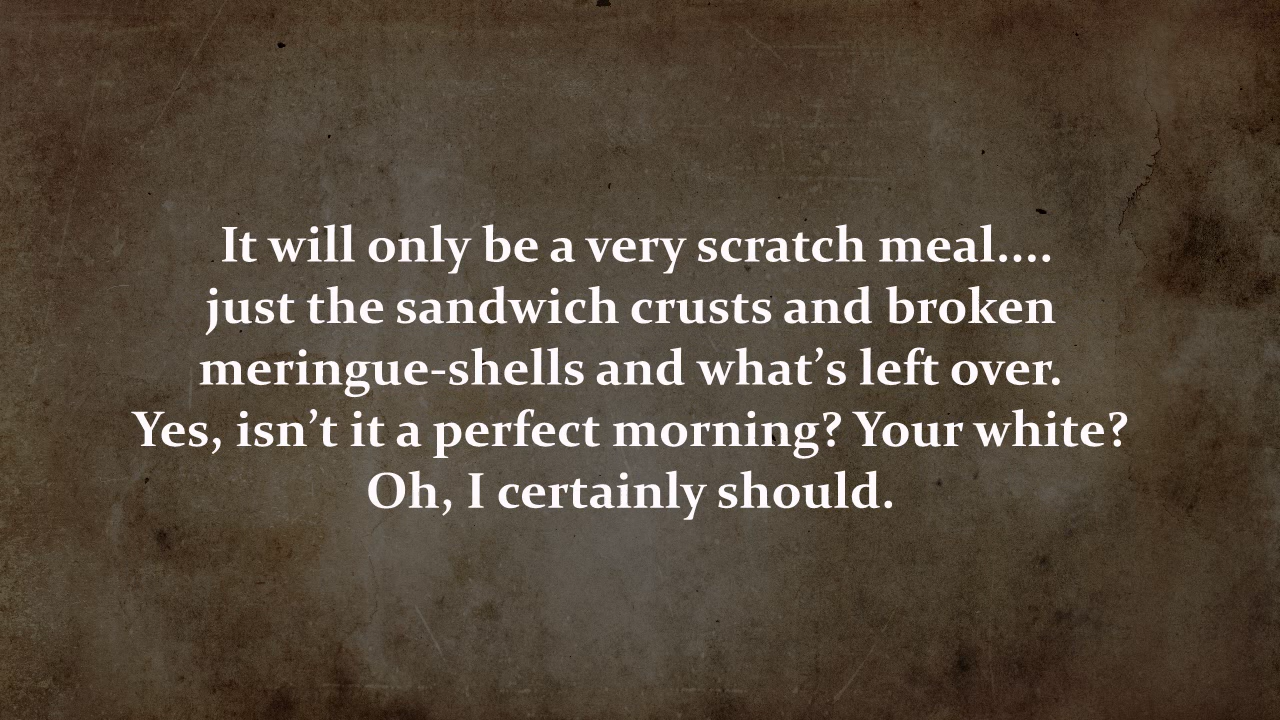 It will only be a very scratch meal....
just the sandwich crusts and broken
meringue-shells and what’s left over.
Yes, isn’t it a perfect morning? Your white?
Oh, I certainly should.